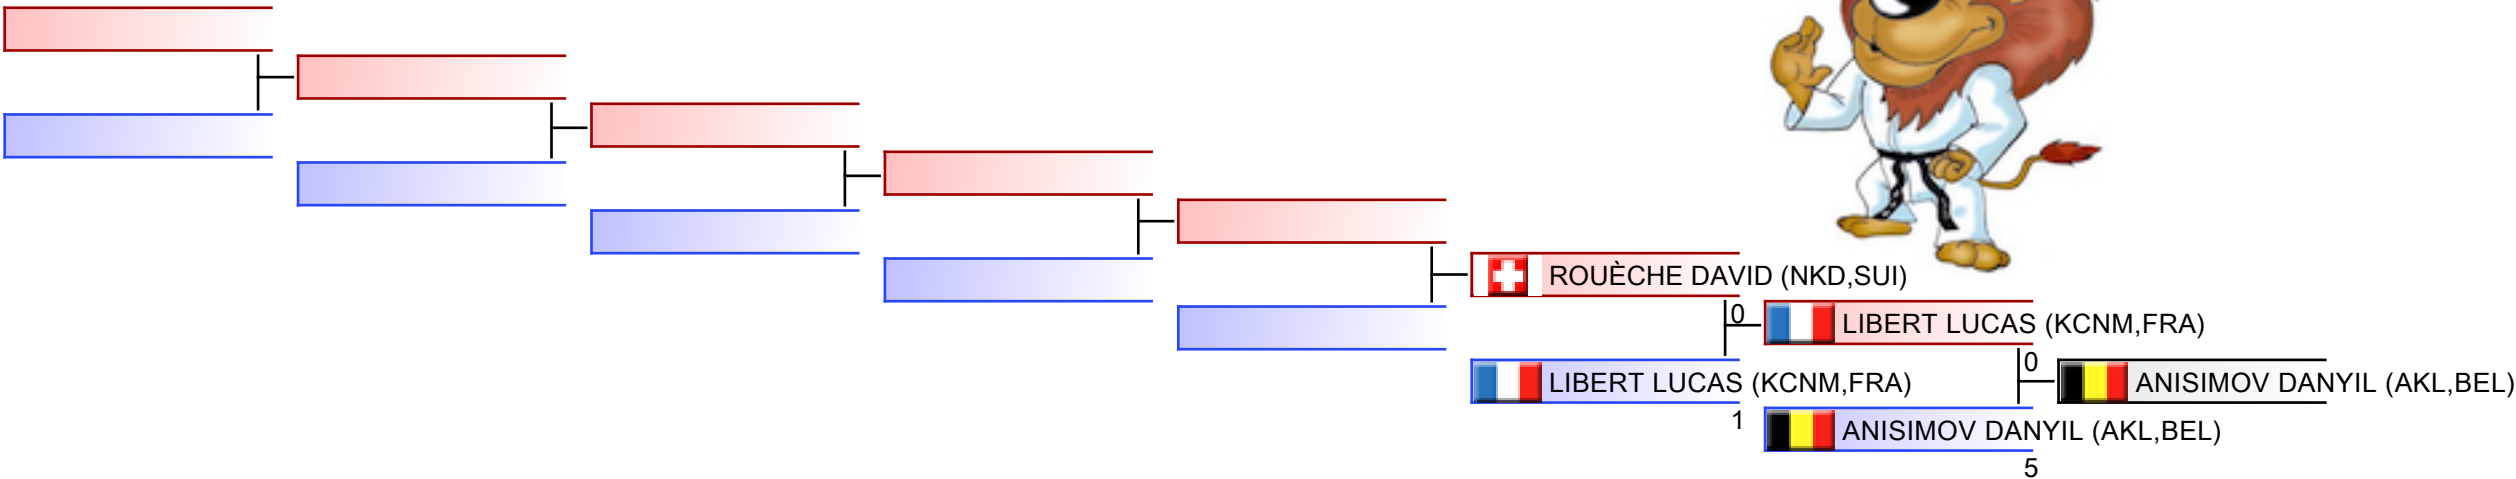 ROUÈCHE DAVID (NKD,SUI)
0
LIBERT LUCAS (KCNM,FRA)
LIBERT LUCAS (KCNM,FRA)
1
0
ANISIMOV DANYIL (AKL,BEL)
ANISIMOV DANYIL (AKL,BEL)
5